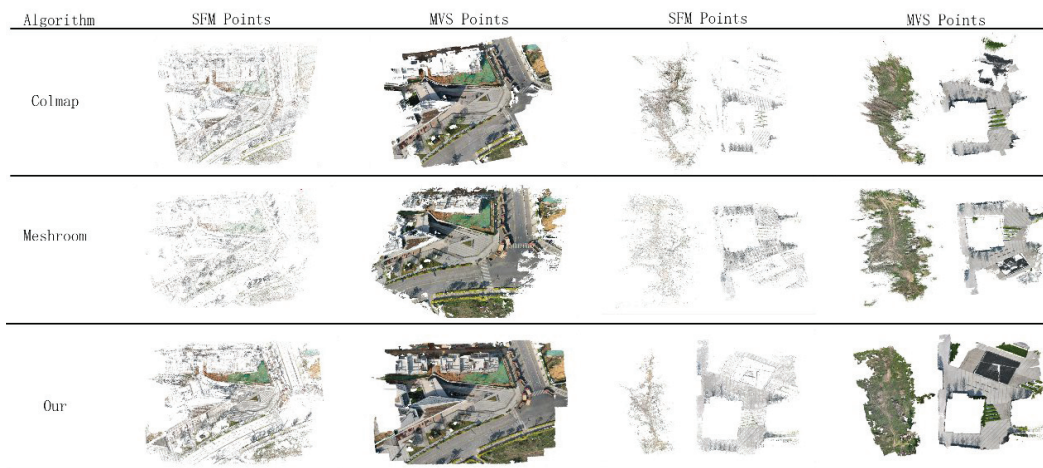 Algorithm SFM Points MVS Points SFM Points MVS Points
Colmap
Meshroom
Our